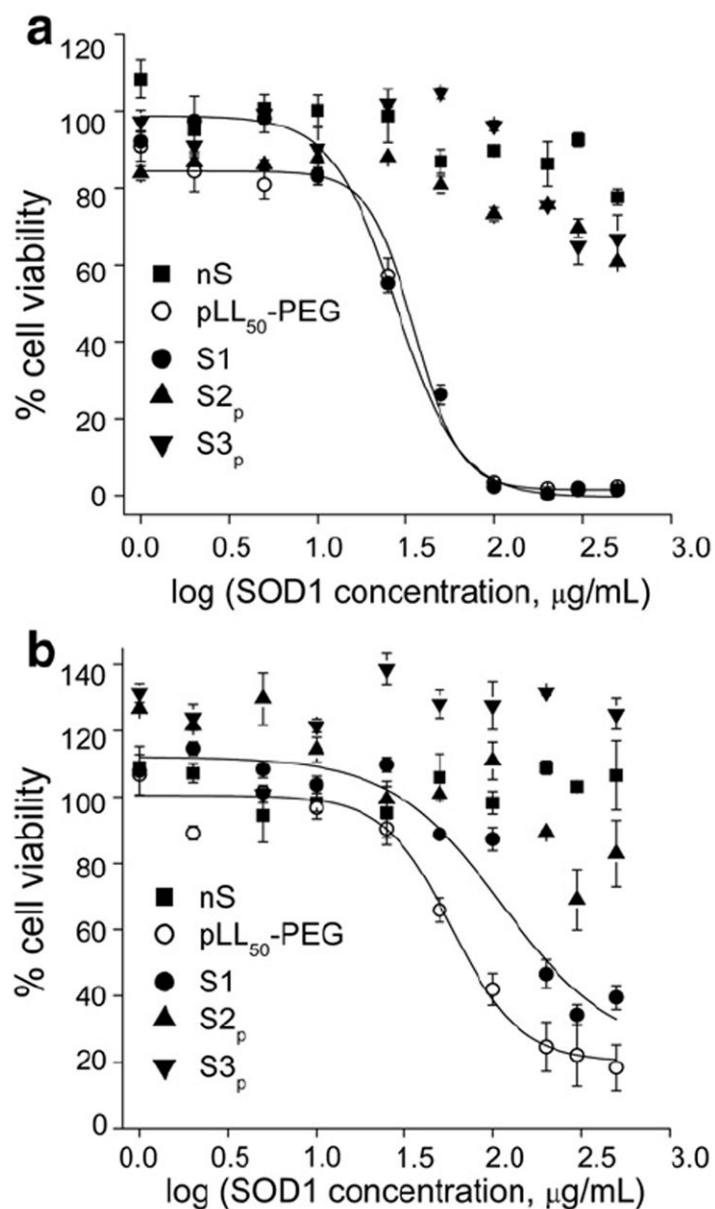 a
120
100
80
60
40
20
0
% cell viability
nS
pLL50-PEG
S1
S2p
S3p
0.0 0.5 1.0 1.5 2.0 2.5 3.0
log (SOD1 concentration, μg/mL)
b
140
120
100
80
60
40
20
0
% cell viability
nS
pLL50-PEG
S1
S2p
S3p
0.0 0.5 1.0 1.5 2.0 2.5 3.0
log (SOD1 concentration, μg/mL)